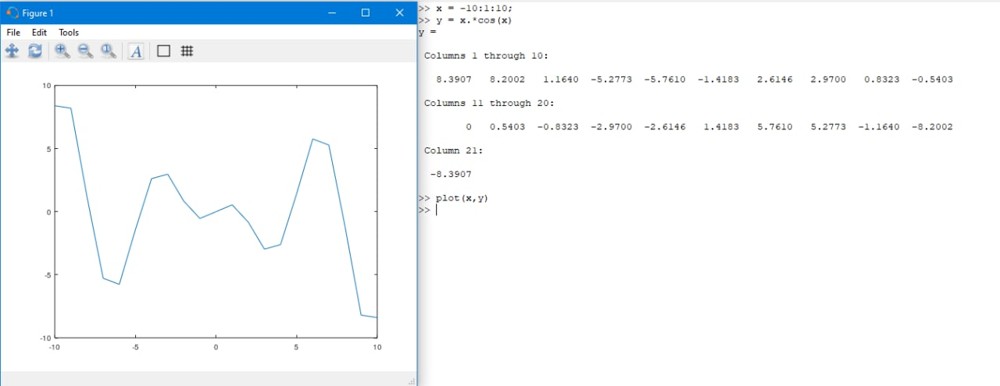 Figure 1
File Edit Tools
A
10
5
0
-5
-10
-10 -5 0 5 10
>> x = -10:1:10;
>> y = x.*cos(x)
y =
Columns 1 through 10:
8.3907 8.2002 1.1640 -5.2773 -5.7610 -1.4183 2.6146 2.9700 0.8323 -0.5403
Columns 11 through 20:
0 0.5403 -0.8323 -2.9700 -2.6146 1.4183 5.7610 5.2773 -1.1640 -8.2002
Column 21:
-8.3907
>> plot(x,y)
>>